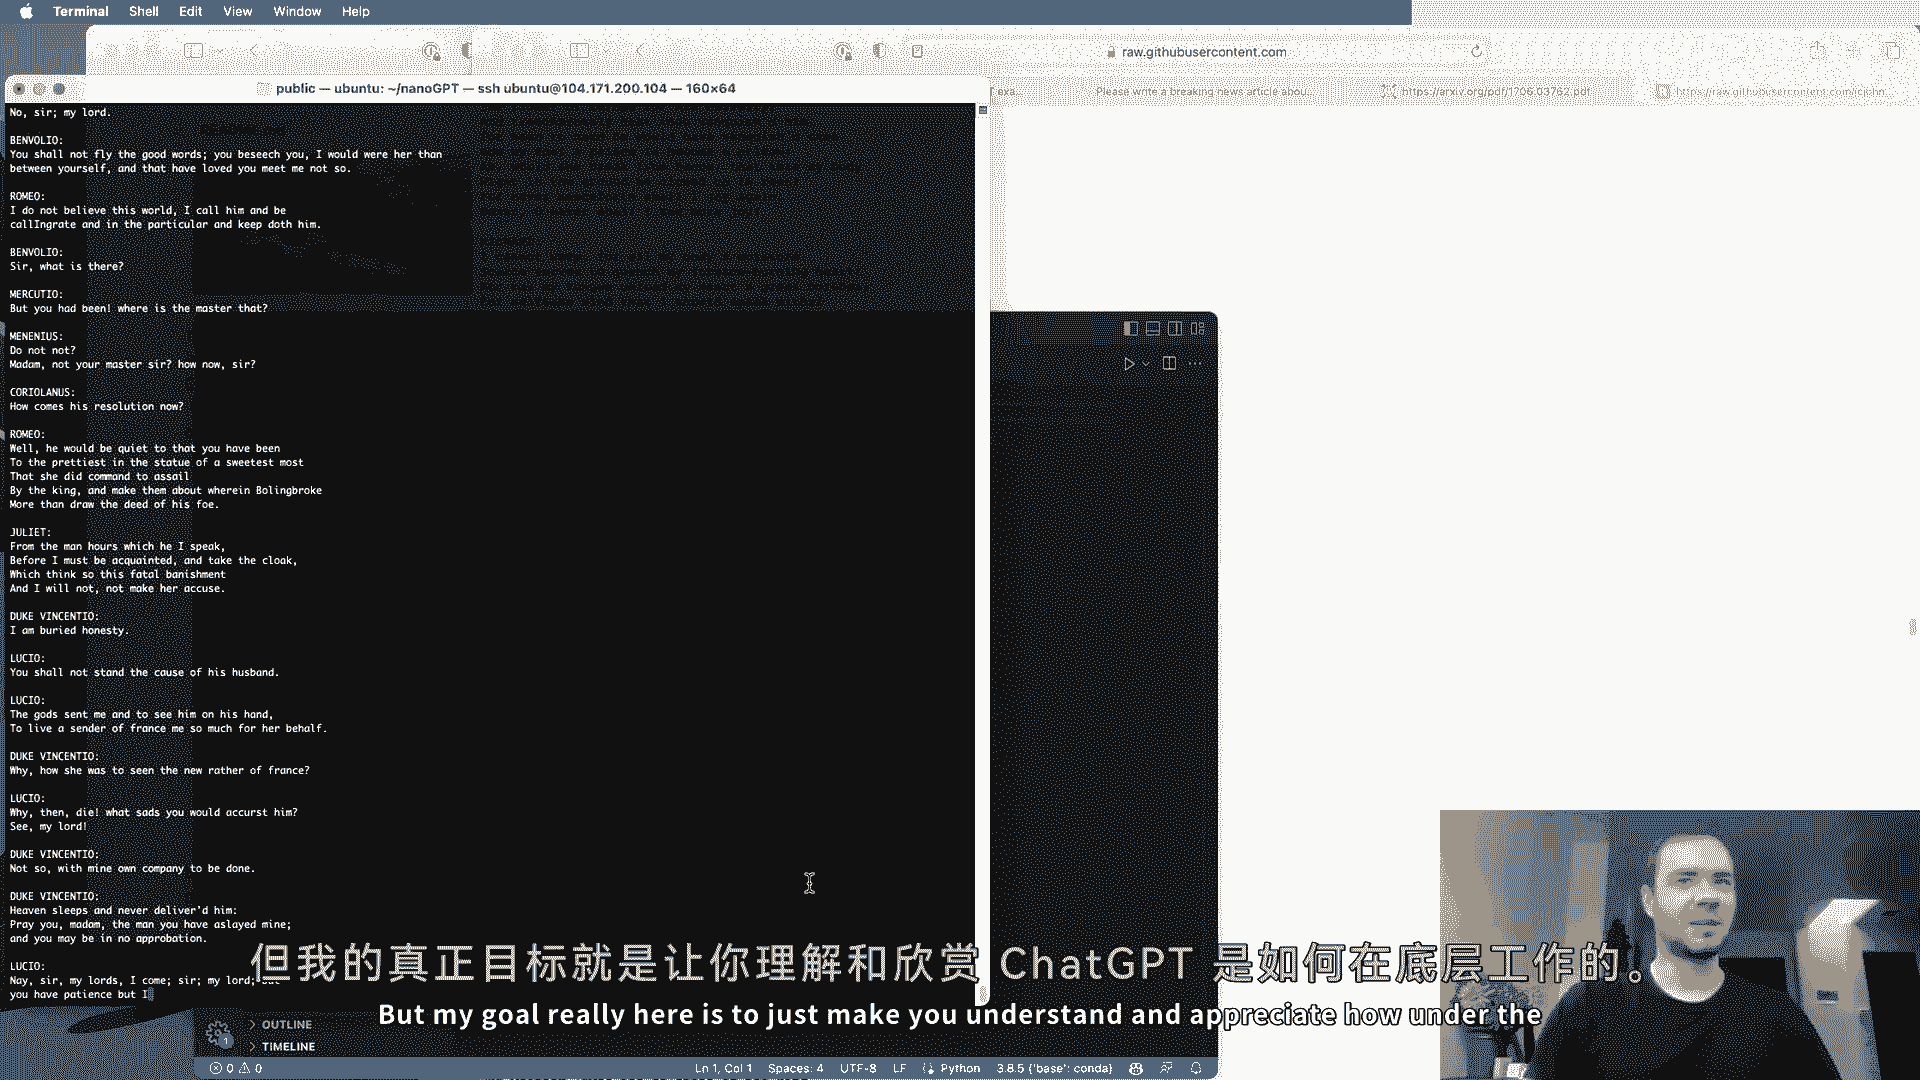 Terminal Shell Edit View Window Help
raw.githubusercontent.com
public — ubuntu: ~/nanoGPT — ssh ubuntu@104.171.200.104 — 160×64
Please write a breaking news article abou...
https://arxiv.org/pdf/1706.03762.pdf
https://raw.githubusercontent.com/jcjohn...
No, sir; my lord.
BENVOLIO:
You shall not fly the good words; you beseech you, I would were her than
between yourself, and that have loved you meet me not so.
ROMEO:
I do not believe this world, I call him and be
callIngrate and in the particular and keep doth him.
BENVOLIO:
Sir, what is there?
MERCUTIO:
But you had been! where is the master that?
MENENIUS:
Do not not?
Madam, not your master sir? how now, sir?
CORIOLANUS:
How comes his resolution now?
ROMEO:
Well, he would be quiet to that you have been
To the prettiest in the statue of a sweetest most
That she did command to assail
By the king, and make them about wherein Bolingbroke
More than draw the deed of his foe.
JULIET:
From the man hours which he I speak,
Before I must be acquainted, and take the cloak,
Which think so this fatal banishment
And I will not, not make her accuse.
DUKE VINCENTIO:
I am buried honesty.
LUCIO:
You shall not stand the cause of his husband.
LUCIO:
The gods sent me and to see him on his hand,
To live a sender of france me so much for her behalf.
DUKE VINCENTIO:
Why, how she was to seen the new rather of france?
LUCIO:
Why, then, die! what sads you would accurst him?
See, my lord!
DUKE VINCENTIO:
Not so, with mine own company to be done.
DUKE VINCENTIO:
Heaven sleeps and never deliver'd him:
Pray you, madam, the man you have aslayed mine;
and you may be in no approbation.
LUCIO:
Nay, sir, my lords, I come; sir; my lord;
you have patience but I
但我的真正目标就是让你理解和欣赏 ChatGPT 是如何在底层工作的。
But my goal really here is to just make you understand and appreciate how under the
OUTLINE
TIMELINE
1
0 0 Ln 1, Col 1 Spaces: 4 UTF-8 LF Python 3.8.5 ('base': conda)